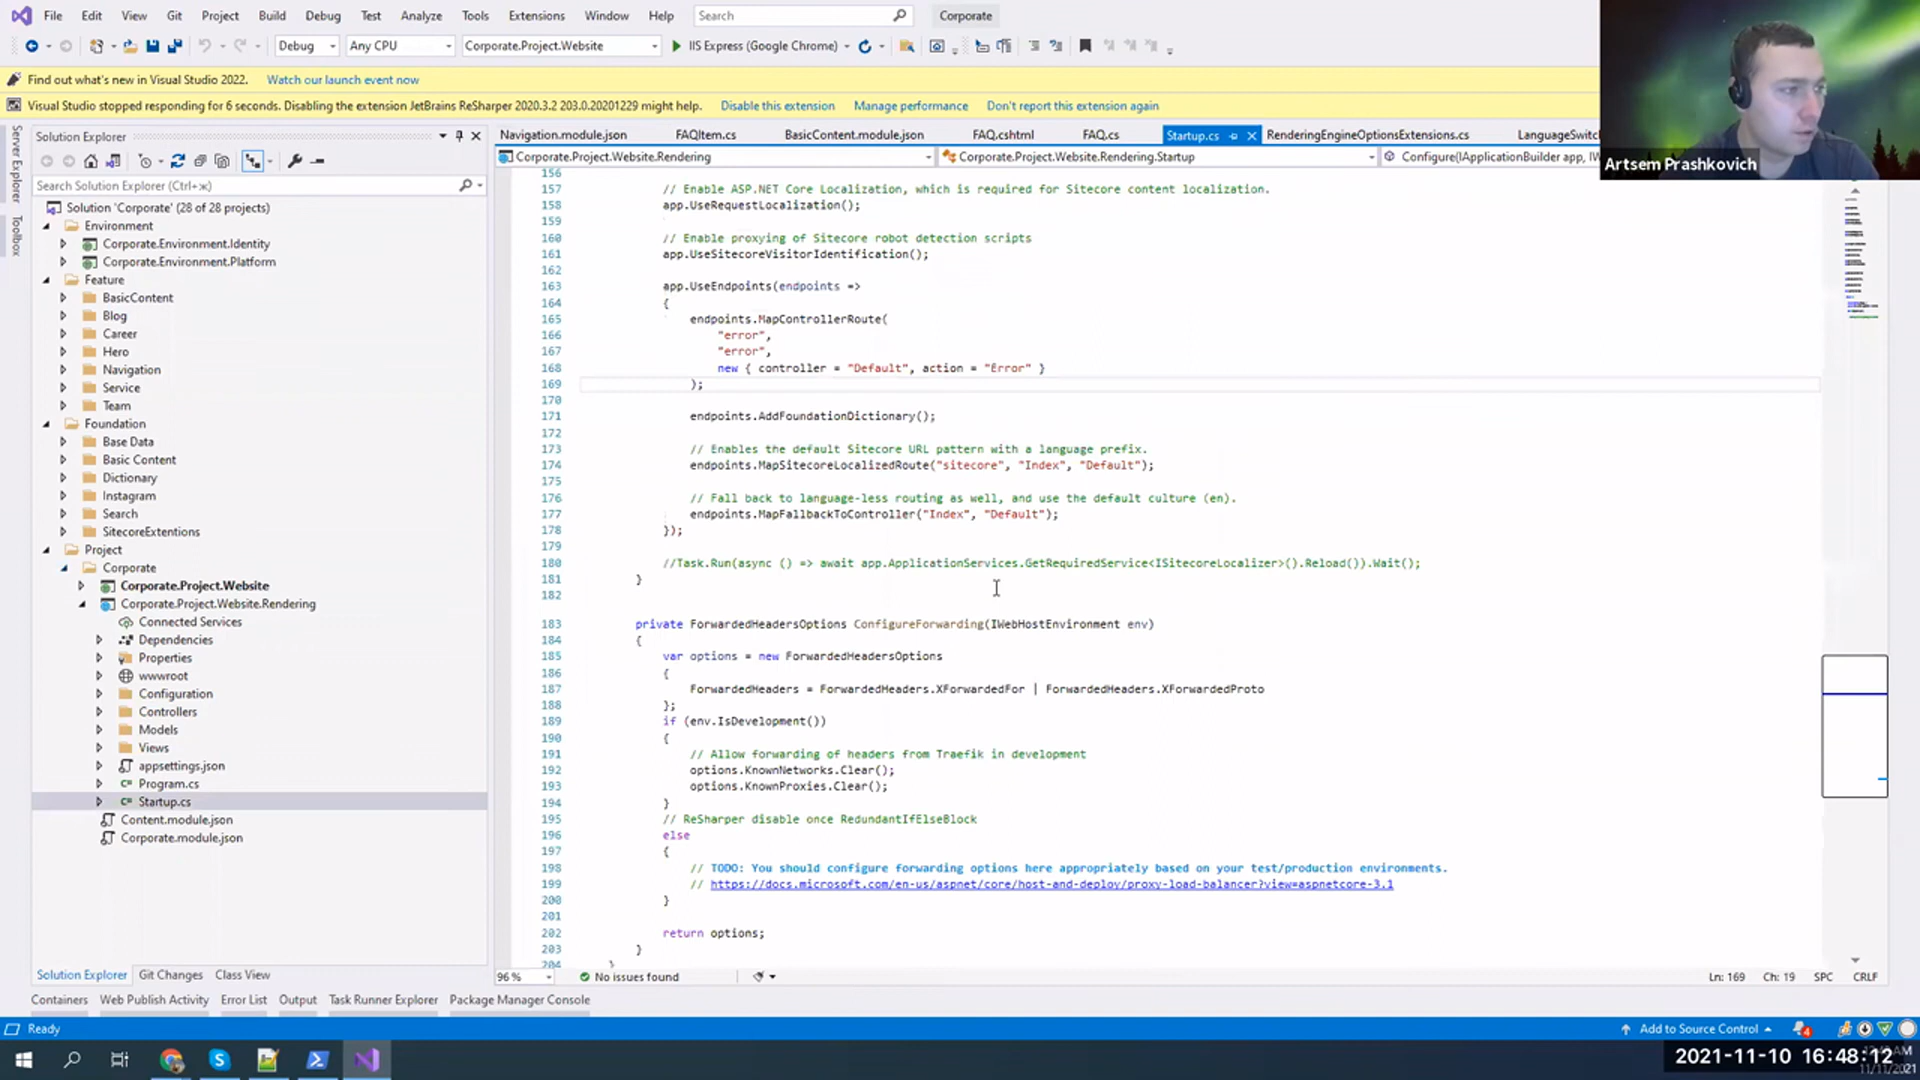 File Edit View Git Project Build Debug Test Analyze Tools Extensions Window Help Search Corporate
Debug Any CPU Corporate.Project.Website IIS Express (Google Chrome)
Find out what's new in Visual Studio 2022. Watch our launch event now
Visual Studio stopped responding for 6 seconds. Disabling the extension JetBrains ReSharper 2020.3.2 203.0.20201229 might help. Disable this extension Manage performance Don't report this extension again
Artsem Prashkovich
Server Explorer
Toolbox
Solution Explorer
Search Solution Explorer (Ctrl+ж)
Solution 'Corporate' (28 of 28 projects)
Environment
Corporate.Environment.Identity
Corporate.Environment.Platform
Feature
BasicContent
Blog
Career
Hero
Navigation
Service
Team
Foundation
Base Data
Basic Content
Dictionary
Instagram
Search
SitecoreExtentions
Project
Corporate
Corporate.Project.Website
Corporate.Project.Website.Rendering
Connected Services
Dependencies
Properties
wwwroot
Configuration
Controllers
Models
Views
appsettings.json
Program.cs
Startup.cs
Content.module.json
Corporate.module.json
Solution Explorer Git Changes Class View
Navigation.module.json FAQItem.cs BasicContent.module.json FAQ.cshtml FAQ.cs Startup.cs RenderingEngineOptionsExtensions.cs LanguageSwitc
Corporate.Project.Website.Rendering Corporate.Project.Website.Rendering.Startup Configure(IApplicationBuilder app, IW
156
157 // Enable ASP.NET Core Localization, which is required for Sitecore content localization.
158 app.UseRequestLocalization();
159
160 // Enable proxying of Sitecore robot detection scripts
161 app.UseSitecoreVisitorIdentification();
162
163 app.UseEndpoints(endpoints =>
164 {
165 endpoints.MapControllerRoute(
166 "error",
167 "error",
168 new { controller = "Default", action = "Error" }
169 );
170
171 endpoints.AddFoundationDictionary();
172
173 // Enables the default Sitecore URL pattern with a language prefix.
174 endpoints.MapSitecoreLocalizedRoute("sitecore", "Index", "Default");
175
176 // Fall back to language-less routing as well, and use the default culture (en).
177 endpoints.MapFallbackToController("Index", "Default");
178 });
179
180 //Task.Run(async () => await app.ApplicationServices.GetRequiredService<ISitecoreLocalizer>().Reload()).Wait();
181 }
182
183 private ForwardedHeadersOptions ConfigureForwarding(IWebHostEnvironment env)
184 {
185 var options = new ForwardedHeadersOptions
186 {
187 ForwardedHeaders = ForwardedHeaders.XForwardedFor | ForwardedHeaders.XForwardedProto
188 };
189 if (env.IsDevelopment())
190 {
191 // Allow forwarding of headers from Traefik in development
192 options.KnownNetworks.Clear();
193 options.KnownProxies.Clear();
194 }
195 // ReSharper disable once RedundantIfElseBlock
196 else
197 {
198 // TODO: You should configure forwarding options here appropriately based on your test/production environments.
199 // https://docs.microsoft.com/en-us/aspnet/core/host-and-deploy/proxy-load-balancer?view=aspnetcore-3.1
200 }
201
202 return options;
203 }
204
96 % No issues found Ln: 169 Ch: 19 SPC CRLF
Containers Web Publish Activity Error List Output Task Runner Explorer Package Manager Console
Ready Add to Source Control 4
2021-11-10 16:48:12
11/11/2021